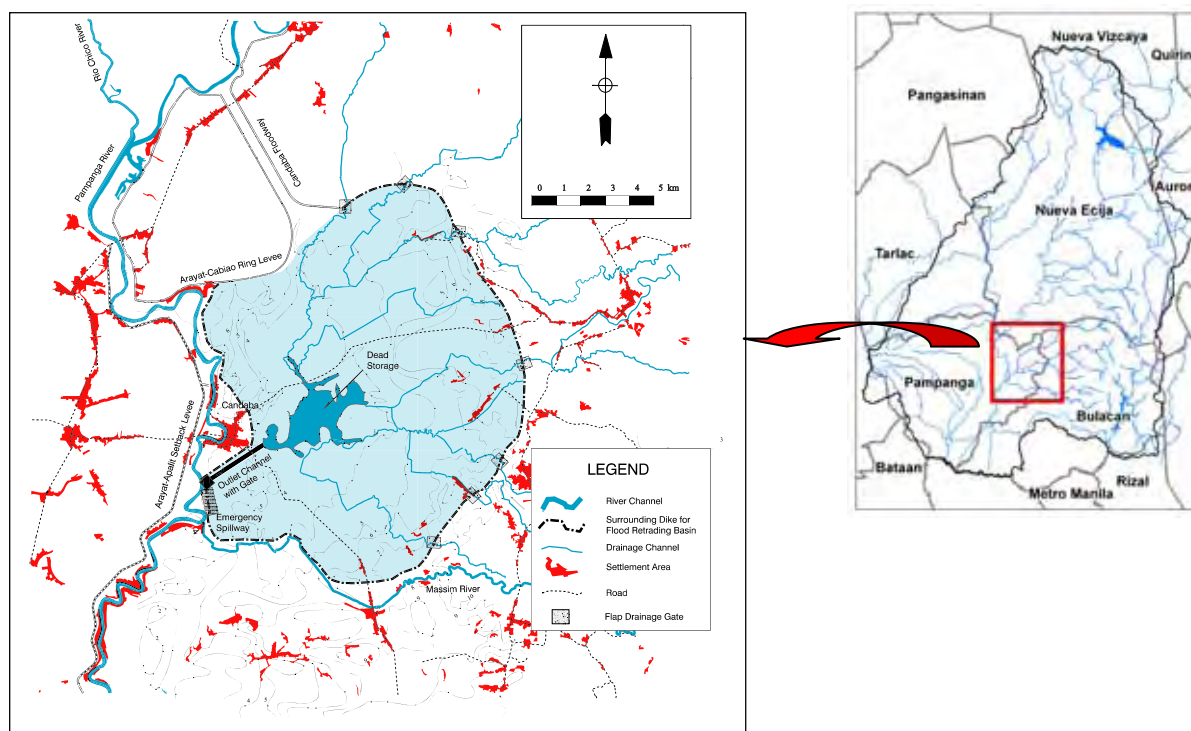 Rio Chico River
Pampanga River
Candaba Floodway
0 1 2 3 4 5 km
Arayat-Cabiao Ring Levee
Dead
Storage
Candaba
Arayat-Apalit Setback Levee
Outlet Channel
with Gate
Emergency
Spillway
Massim River
3
LEGEND
River Channel
Surrounding Dike for
Flood Retrading Basin
Drainage Channel
Settlement Area
Road
Flap Drainage Gate
Nueva Vizcaya
Quirin
Pangasinan
Auror
Nueva Ecija
Tarlac
Pampanga
Bulacan
Bataan
Rizal
Metro Manila